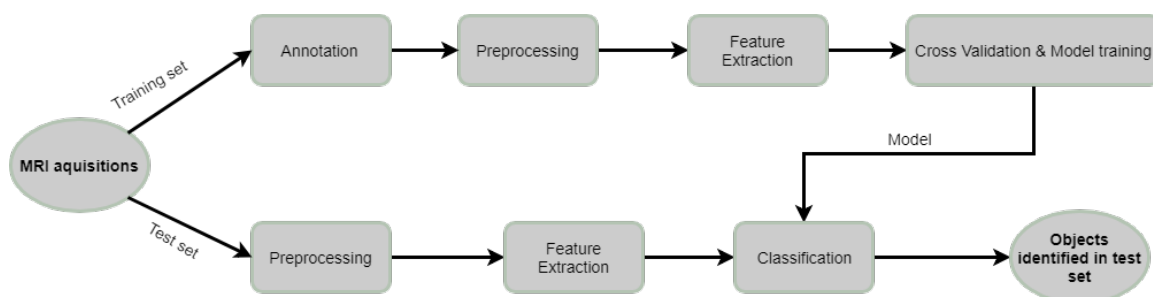 Annotation
Preprocessing
Feature
Extraction
Cross Validation & Model training
Training set
MRI aquisitions
Model
Test set
Preprocessing
Feature
Extraction
Classification
Objects
identified in test
set